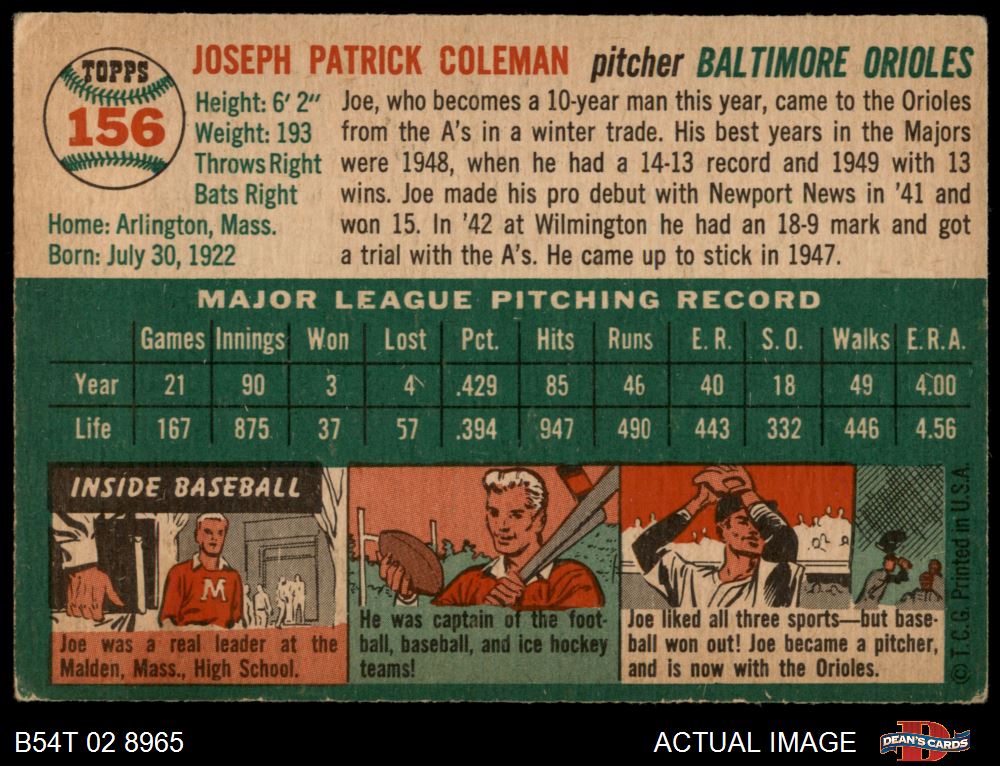 TOPPS
156
JOSEPH PATRICK COLEMAN pitcher BALTIMORE ORIOLES
Height: 6' 2"
Weight: 193
Throws Right
Bats Right
Home: Arlington, Mass.
Born: July 30, 1922
Joe, who becomes a 10-year man this year, came to the Orioles
from the A's in a winter trade. His best years in the Majors
were 1948, when he had a 14-13 record and 1949 with 13
wins. Joe made his pro debut with Newport News in '41 and
won 15. In '42 at Wilmington he had an 18-9 mark and got
a trial with the A's. He came up to stick in 1947.
MAJOR LEAGUE PITCHING RECORD
Games Innings Won Lost Pct. Hits Runs E. R. S. O. Walks E.R.A.
Year 21 90 3 4 .429 85 46 40 18 49 4.00
Life 167 875 37 57 .394 947 490 443 332 446 4.56
INSIDE BASEBALL
M
Joe was a real leader at the
Malden, Mass., High School.
He was captain of the foot-
ball, baseball, and ice hockey
teams!
Joe liked all three sports—but base-
ball won out! Joe became a pitcher,
and is now with the Orioles.
© T.C.G. Printed in U.S.A.
B54T 02 8965
ACTUAL IMAGE
D
DEAN'S CARDS